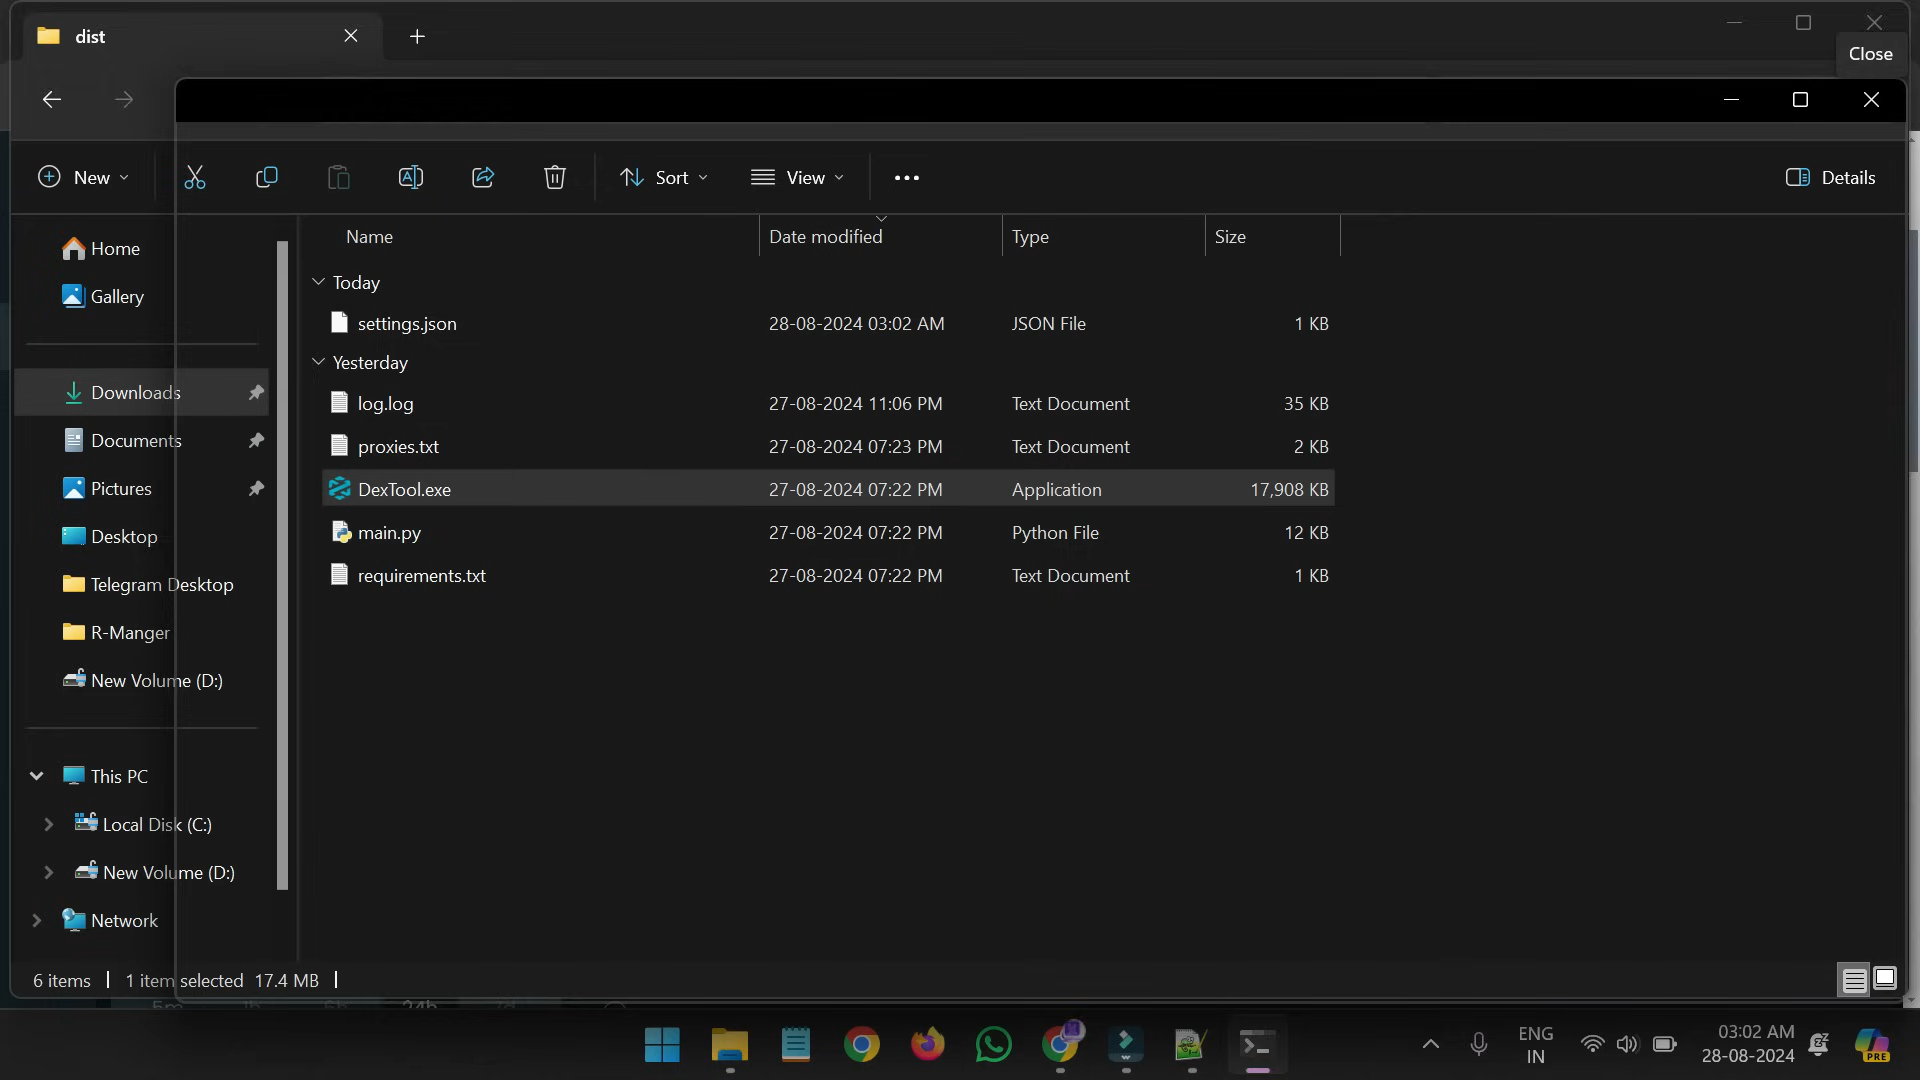 dist
Close
New
Sort
View
Details
Name
Date modified
Type
Size
Home
Gallery
Downloads
Documents
Pictures
Desktop
Telegram Desktop
R-Manger
New Volume (D:)
This PC
Local Disk (C:)
New Volume (D:)
Network
Today
settings.json 28-08-2024 03:02 AM JSON File 1 KB
Yesterday
log.log 27-08-2024 11:06 PM Text Document 35 KB
proxies.txt 27-08-2024 07:23 PM Text Document 2 KB
DexTool.exe 27-08-2024 07:22 PM Application 17,908 KB
main.py 27-08-2024 07:22 PM Python File 12 KB
requirements.txt 27-08-2024 07:22 PM Text Document 1 KB
6 items 1 item selected 17.4 MB
ENG
IN
03:02 AM
28-08-2024
PRE